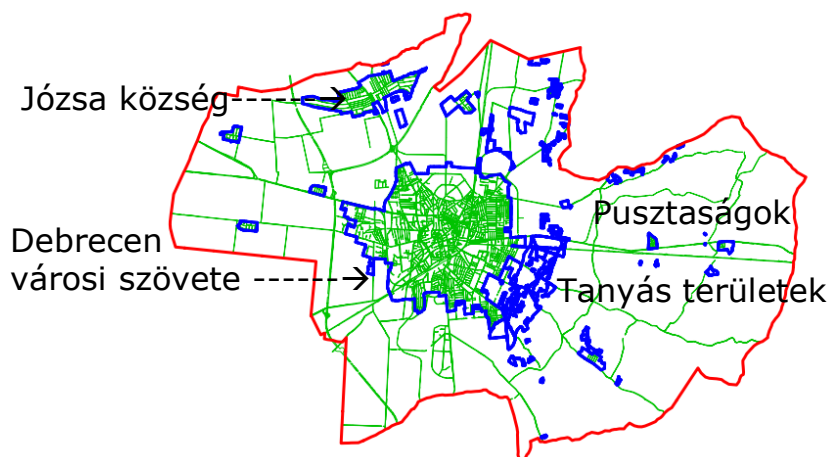 Józsa község------→
Debrecen
városi szövete ------→
Pusztaságok
Tanyás területek